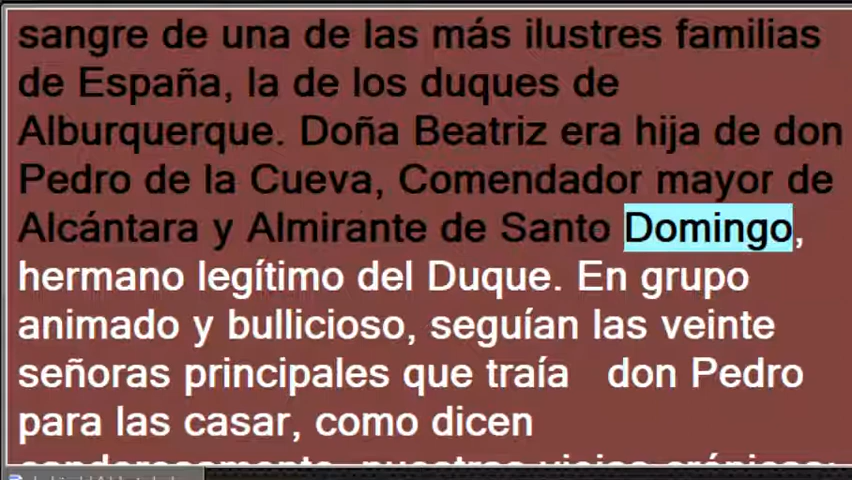 sangre de una de las más ilustres familias
de España, la de los duques de
Alburquerque. Doña Beatriz era hija de don
Pedro de la Cueva, Comendador mayor de
Alcántara y Almirante de Santo Domingo,
hermano legítimo del Duque. En grupo
animado y bullicioso, seguían las veinte
señoras principales que traía don Pedro
para las casar, como dicen